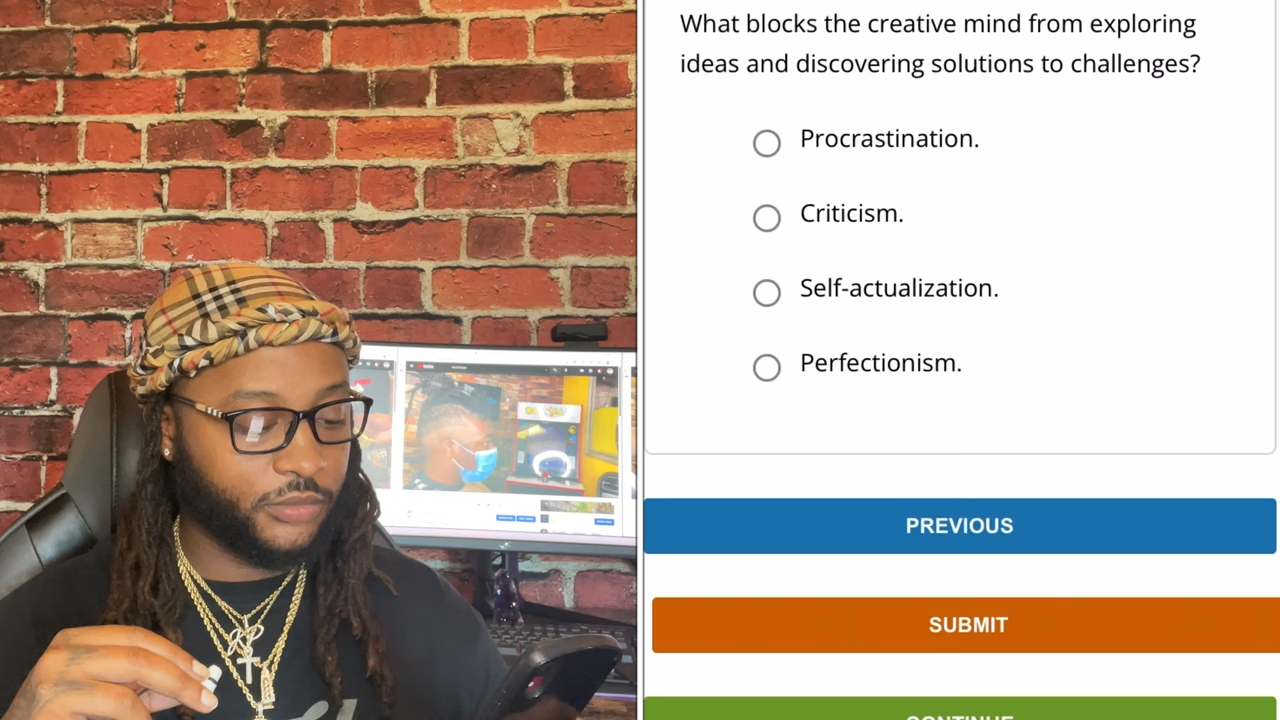 What blocks the creative mind from exploring
ideas and discovering solutions to challenges?
Procrastination.
Criticism.
Self-actualization.
Perfectionism.
PREVIOUS
SUBMIT
CONTINUE